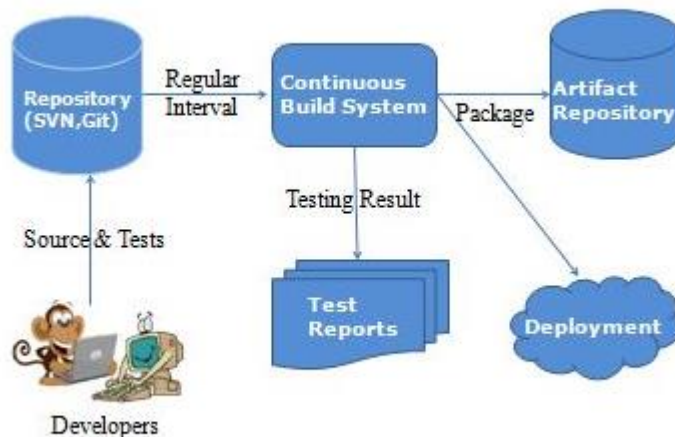 Repository
(SVN,Git)
Regular
Interval
Continuous
Build System
Package
Artifact
Repository
Source & Tests
Testing Result
Test
Reports
Deployment
Developers